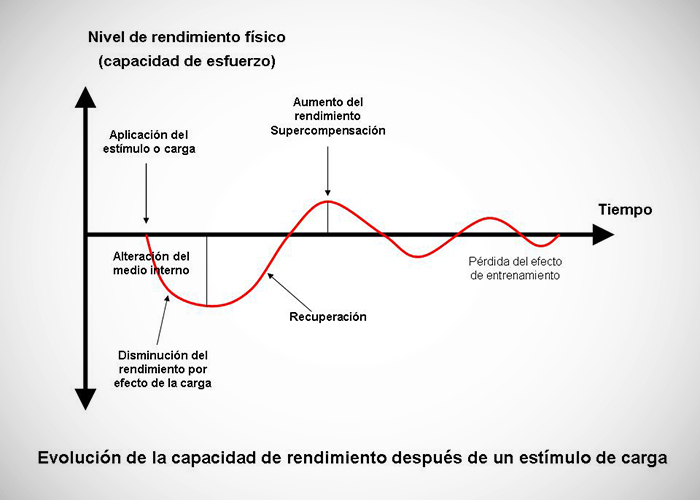 Nivel de rendimiento físico
(capacidad de esfuerzo)
Aumento del
rendimiento
Supercompensación
Aplicación del
estímulo o carga
Tiempo
Alteración del
medio interno
Pérdida del efecto
de entrenamiento
Recuperación
Disminución del
rendimiento por
efecto de la carga
Evolución de la capacidad de rendimiento después de un estímulo de carga